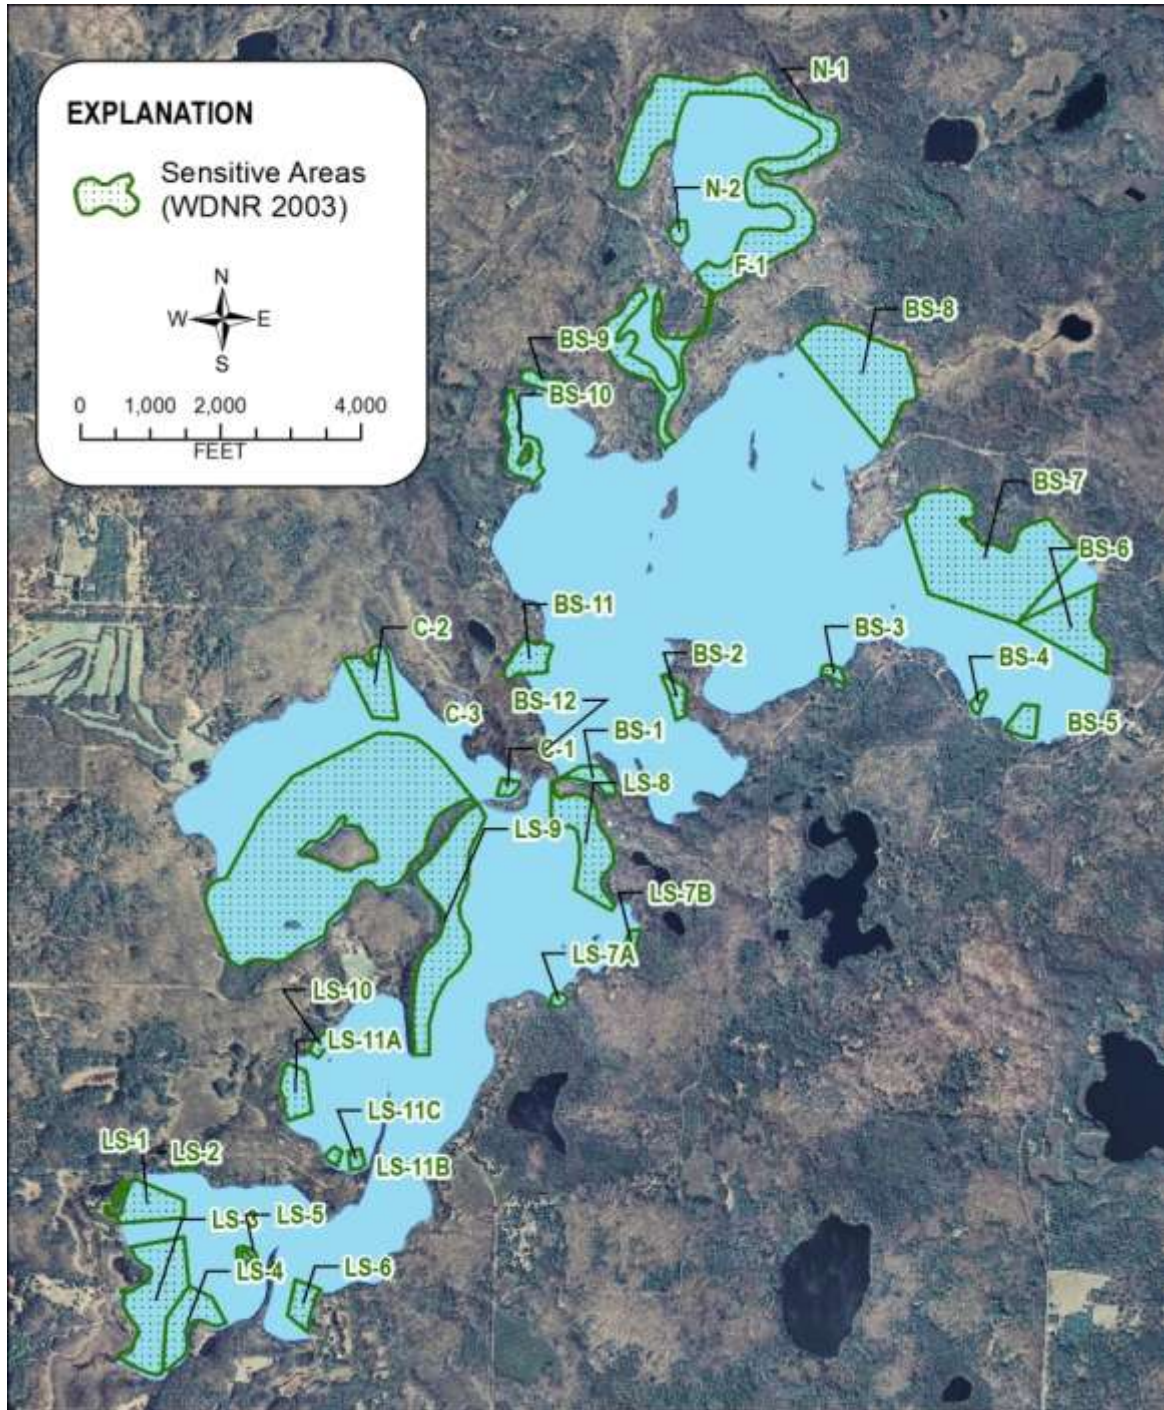 EXPLANATION
Sensitive Areas
(WDNR 2003)
N
W E
S
0 1,000 2,000 4,000
FEET
N-1
N-2
F-1
BS-8
BS-9
BS-10
BS-7
BS-6
BS-11
C-2
BS-3
BS-2
BS-4
BS-12
C-3
BS-1
BS-5
C-1
LS-8
LS-9
LS-7B
LS-7A
LS-10
LS-11A
LS-11C
LS-1
LS-2
LS-11B
LS-3
LS-5
LS-4
LS-6